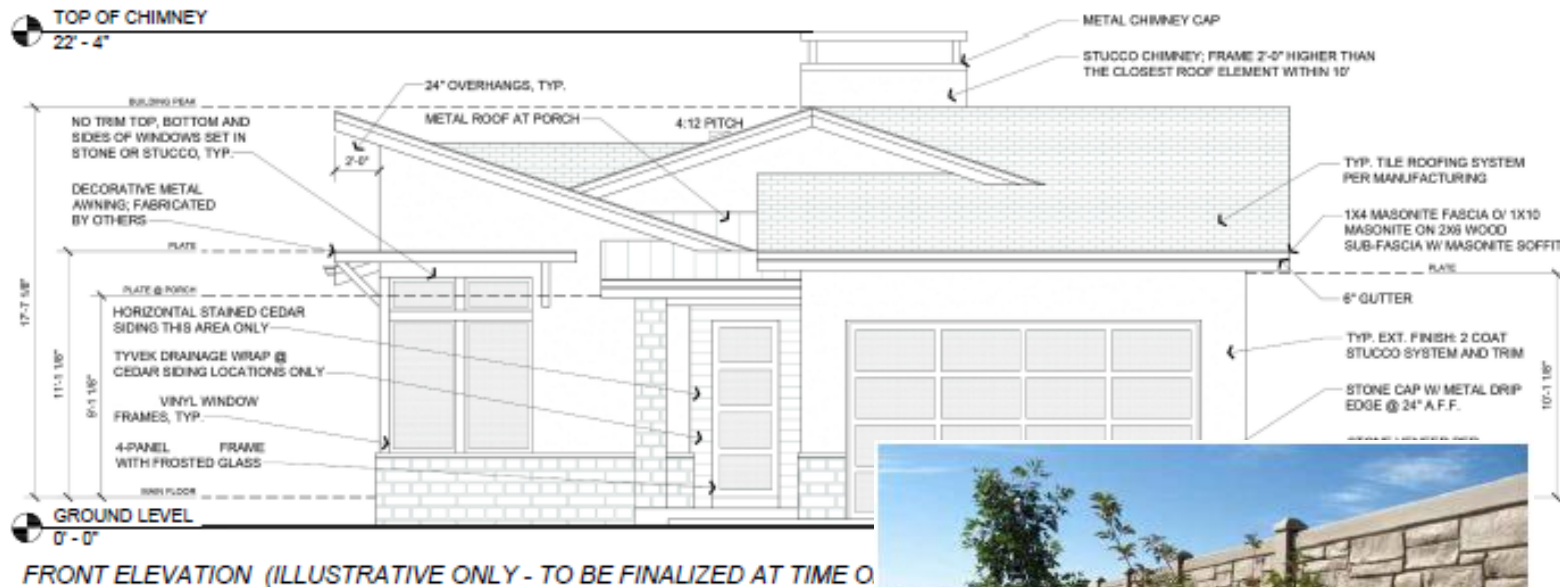 TOP OF CHIMNEY
22' - 4"
METAL CHIMNEY CAP
STUCCO CHIMNEY; FRAME 2'-0" HIGHER THAN
THE CLOSEST ROOF ELEMENT WITHIN 10'
24" OVERHANGS, TYP.
BUILDING PEAK
METAL ROOF AT PORCH
4:12 PITCH
NO TRIM TOP, BOTTOM AND
SIDES OF WINDOWS SET IN
STONE OR STUCCO, TYP.
2'-0"
TYP. TILE ROOFING SYSTEM
PER MANUFACTURING
DECORATIVE METAL
AWNING; FABRICATED
BY OTHERS
1X4 MASONITE FASCIA O/ 1X10
MASONITE ON 2X6 WOOD
SUB-FASCIA W/ MASONITE SOFFIT
PLATE
PLATE
PLATE @ PORCH
6" GUTTER
17'-7 1/8"
11'-1 1/8"
9'-1 1/8"
10'-1 1/8"
HORIZONTAL STAINED CEDAR
SIDING THIS AREA ONLY
TYP. EXT. FINISH: 2 COAT
STUCCO SYSTEM AND TRIM
TYVEK DRAINAGE WRAP @
CEDAR SIDING LOCATIONS ONLY
VINYL WINDOW
FRAMES, TYP.
STONE CAP W/ METAL DRIP
EDGE @ 24" A.F.F.
4-PANEL FRAME
WITH FROSTED GLASS
MAIN FLOOR
GROUND LEVEL
0' - 0"
FRONT ELEVATION (ILLUSTRATIVE ONLY - TO BE FINALIZED AT TIME